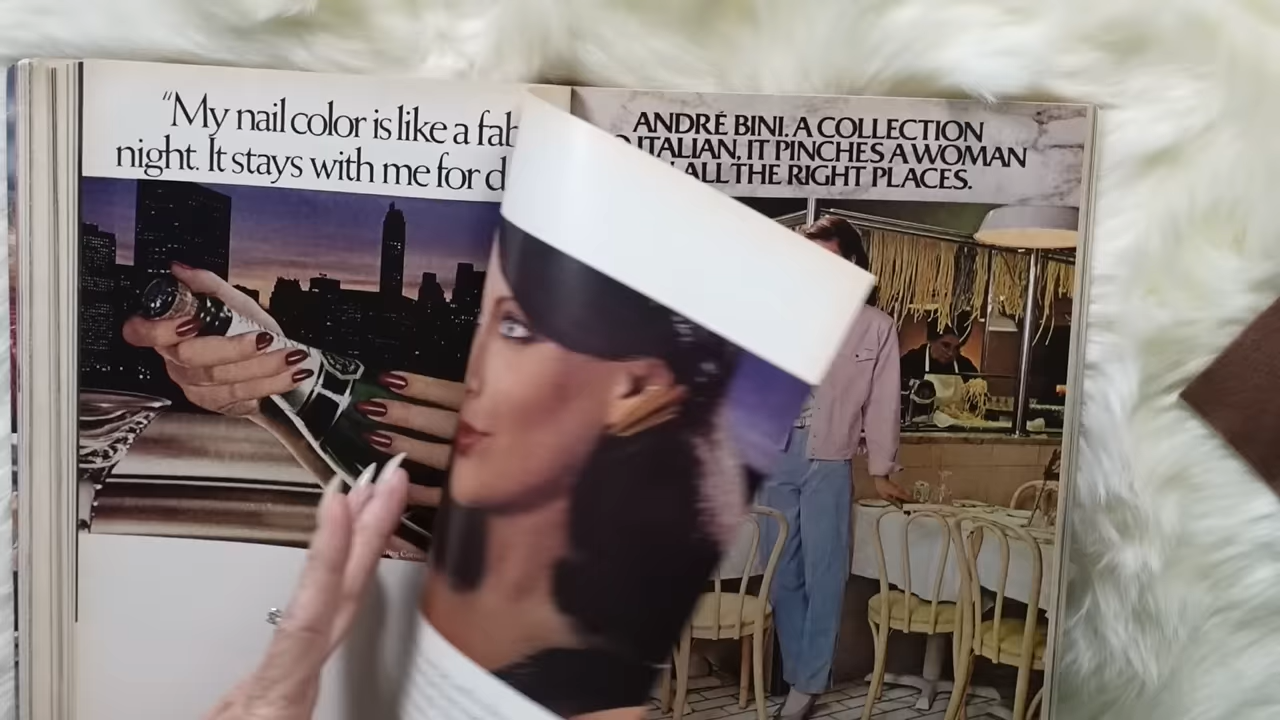 “My nail color is like a fab
night. It stays with me for d
ANDRÉ BINI. A COLLECTION
ITALIAN, IT PINCHES A WOMAN
ALL THE RIGHT PLACES.